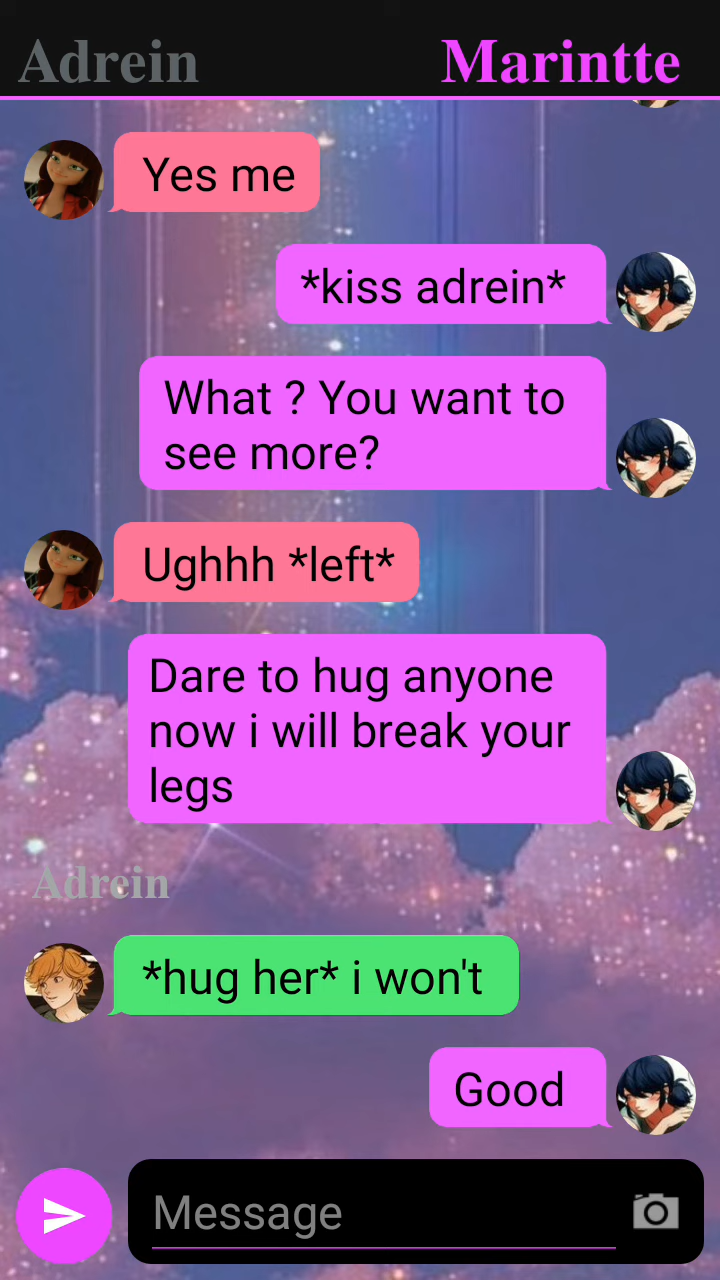 Adrein Marintte
Yes me
*kiss adrein*
What ? You want to
see more?
Ughhh *left*
Dare to hug anyone
now i will break your
legs
Adrein
*hug her* i won't
Good
Message